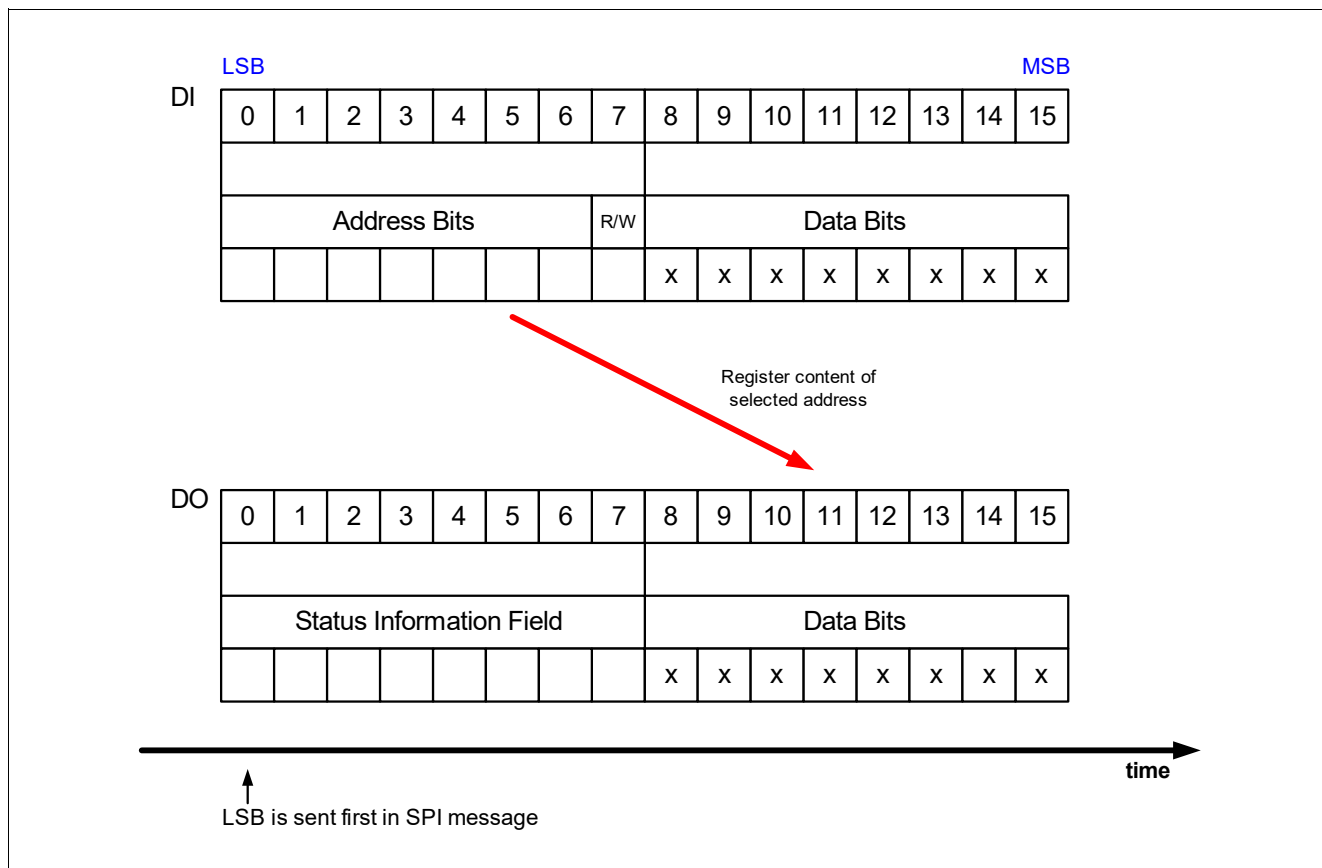 LSB MSB
DI
0 1 2 3 4 5 6 7 8 9 10 11 12 13 14 15
Address Bits R/W Data Bits
x x x x x x x x
Register content of
selected address
DO
0 1 2 3 4 5 6 7 8 9 10 11 12 13 14 15
Status Information Field Data Bits
x x x x x x x x
time
LSB is sent first in SPI message